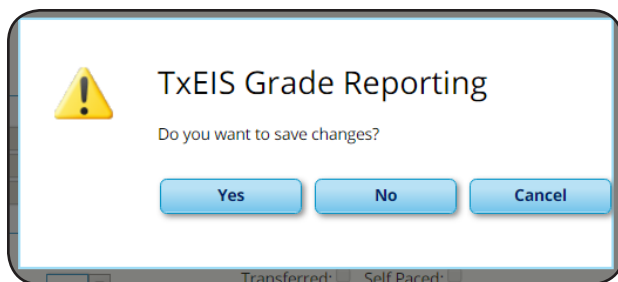 TxEIS Grade Reporting
Do you want to save changes?
Yes No Cancel
Transferred: Self Paced: